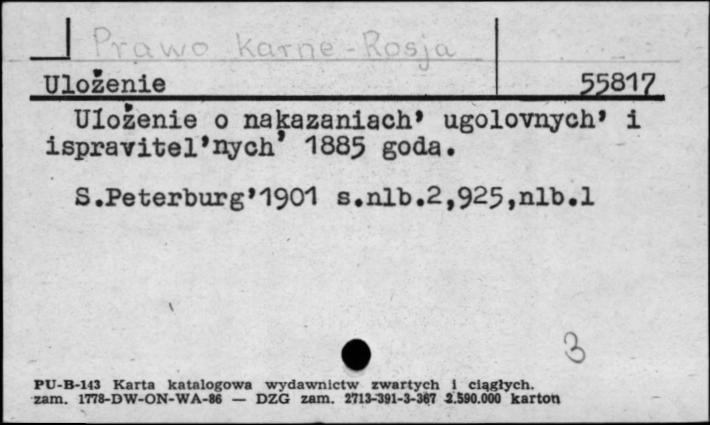 Prawo Karne-Rosja
Ulożenie 55817
Ulożenie o nakazaniach' ugolovnych' i
ispravitel'nych' 1885 goda.
S.Peterburg'1901 s.nlb.2,925,nlb.1
3
PU-B-143 Karta katalogowa wydawnictw zwartych i ciągłych.
zam. 1778-DW-ON-WA-86 — DZG zam. 2713-391-3-367 2.590.000 karton